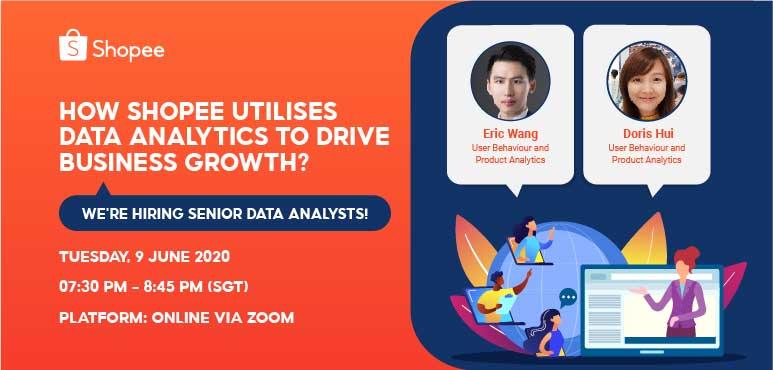 Shopee
HOW SHOPEE UTILISES
DATA ANALYTICS TO DRIVE
BUSINESS GROWTH?
WE'RE HIRING SENIOR DATA ANALYSTS!
TUESDAY, 9 JUNE 2020
07:30 PM – 8:45 PM (SGT)
PLATFORM: ONLINE VIA ZOOM
Eric Wang
User Behaviour and
Product Analytics
Doris Hui
User Behaviour and
Product Analytics